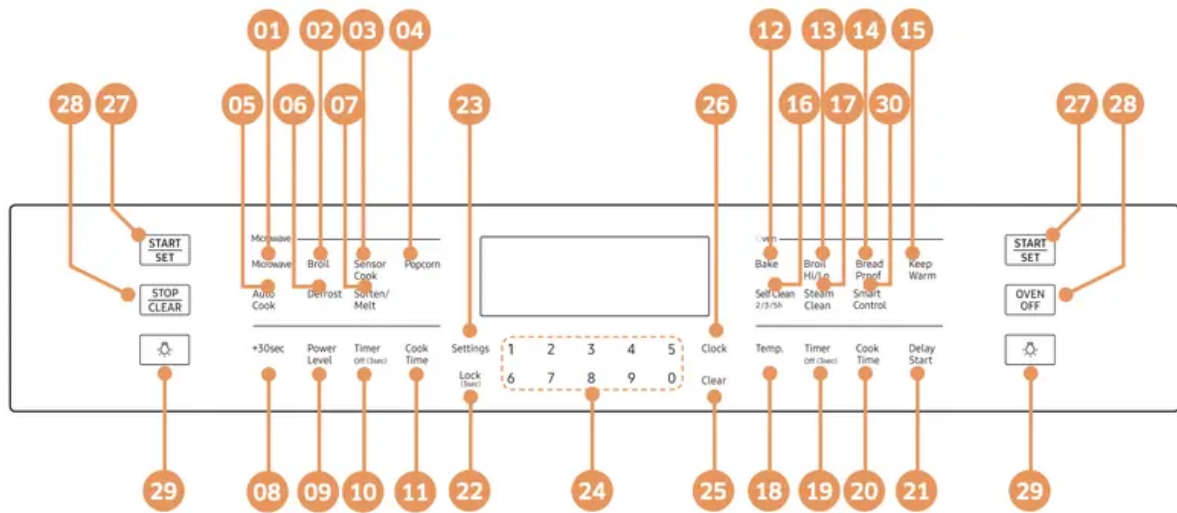 01 02 03 04 12 13 14 15
28 27 05 06 07 23 26 16 17 30 27 28
START
SET
STOP
CLEAR
Microwave
Microwave Broil Sensor
Cook Popcorn
Auto
Cook Defrost Soften/
Melt
+30sec Power
Level Timer
Off (3sec) Cook
Time
Settings 1 2 3 4 5 Clock
Lock
(3sec) 6 7 8 9 0 Clear
Oven
Bake Broil
Hi/Lo Bread
Proof Keep
Warm
Self Clean
2/3/5h Steam
Clean Smart
Control
Temp. Timer
Off (3sec) Cook
Time Delay
Start
START
SET
OVEN
OFF
29 08 09 10 11 22 24 25 18 19 20 21 29